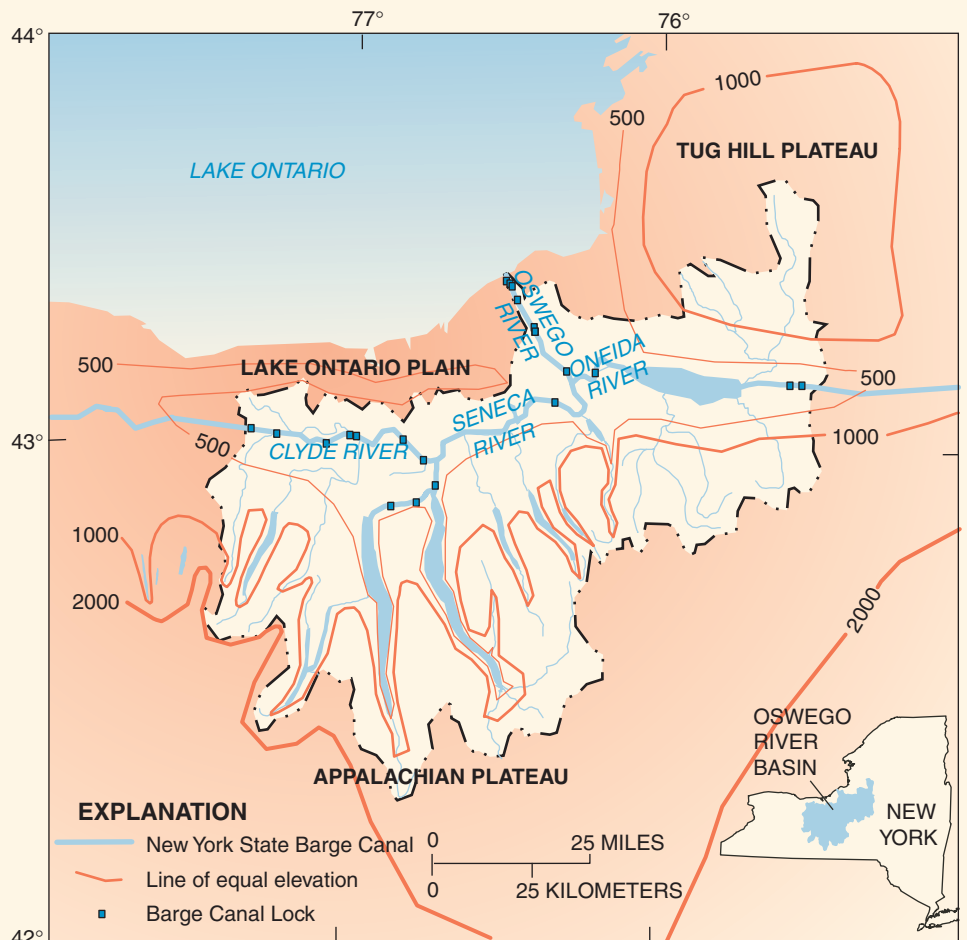 77°
76°
44°
1000
500
TUG HILL PLATEAU
LAKE ONTARIO
OSWEGO
RIVER
ONEIDA
RIVER
500
LAKE ONTARIO PLAIN
500
SENECA
RIVER
43°
500
CLYDE RIVER
1000
1000
2000
2000
OSWEGO
RIVER
BASIN
APPALACHIAN PLATEAU
NEW
YORK
EXPLANATION
New York State Barge Canal
Line of equal elevation
Barge Canal Lock
0 25 MILES
0 25 KILOMETERS
42°